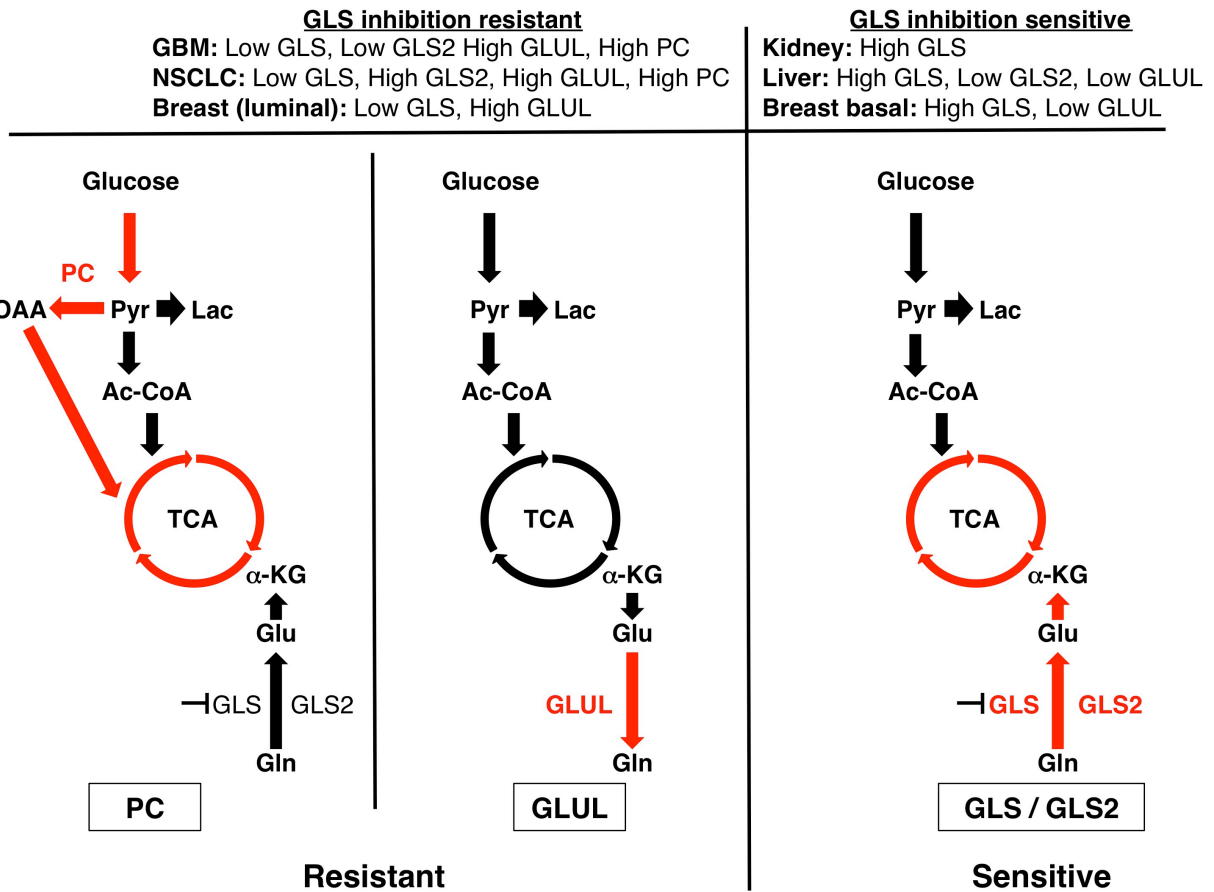 GLS inhibition resistant
GBM: Low GLS, Low GLS2 High GLUL, High PC
NSCLC: Low GLS, High GLS2, High GLUL, High PC
Breast (luminal): Low GLS, High GLUL
GLS inhibition sensitive
Kidney: High GLS
Liver: High GLS, Low GLS2, Low GLUL
Breast basal: High GLS, Low GLUL
Glucose
PC
OAA Pyr Lac
Ac-CoA
TCA
α-KG
Glu
GLS GLS2
Gln
PC
Glucose
Pyr Lac
Ac-CoA
TCA
α-KG
Glu
GLUL
Gln
GLUL
Resistant
Glucose
Pyr Lac
Ac-CoA
TCA
α-KG
Glu
GLS GLS2
Gln
GLS / GLS2
Sensitive